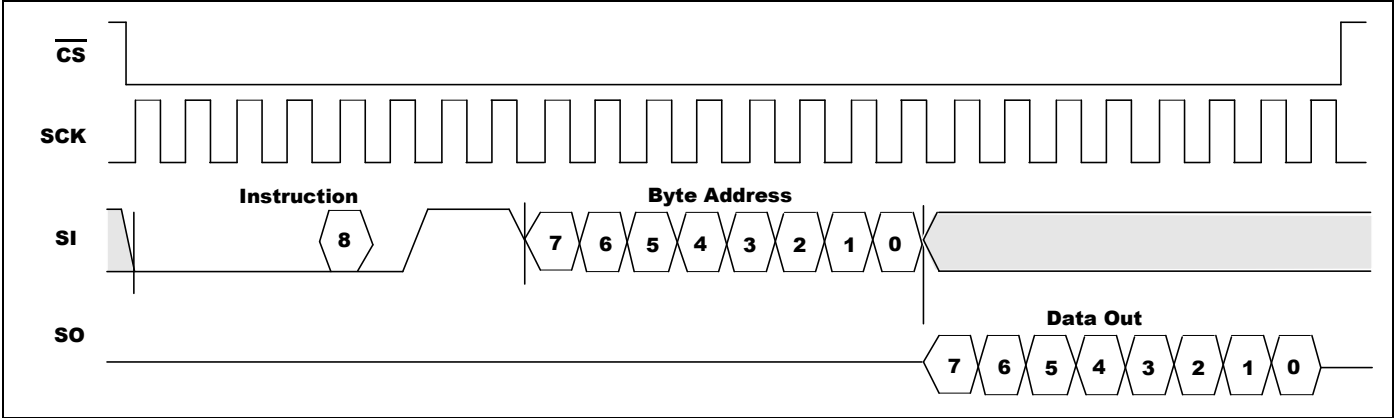 CS
SCK
Instruction
Byte Address
SI
8
7 6 5 4 3 2 1 0
Data Out
SO
7 6 5 4 3 2 1 0